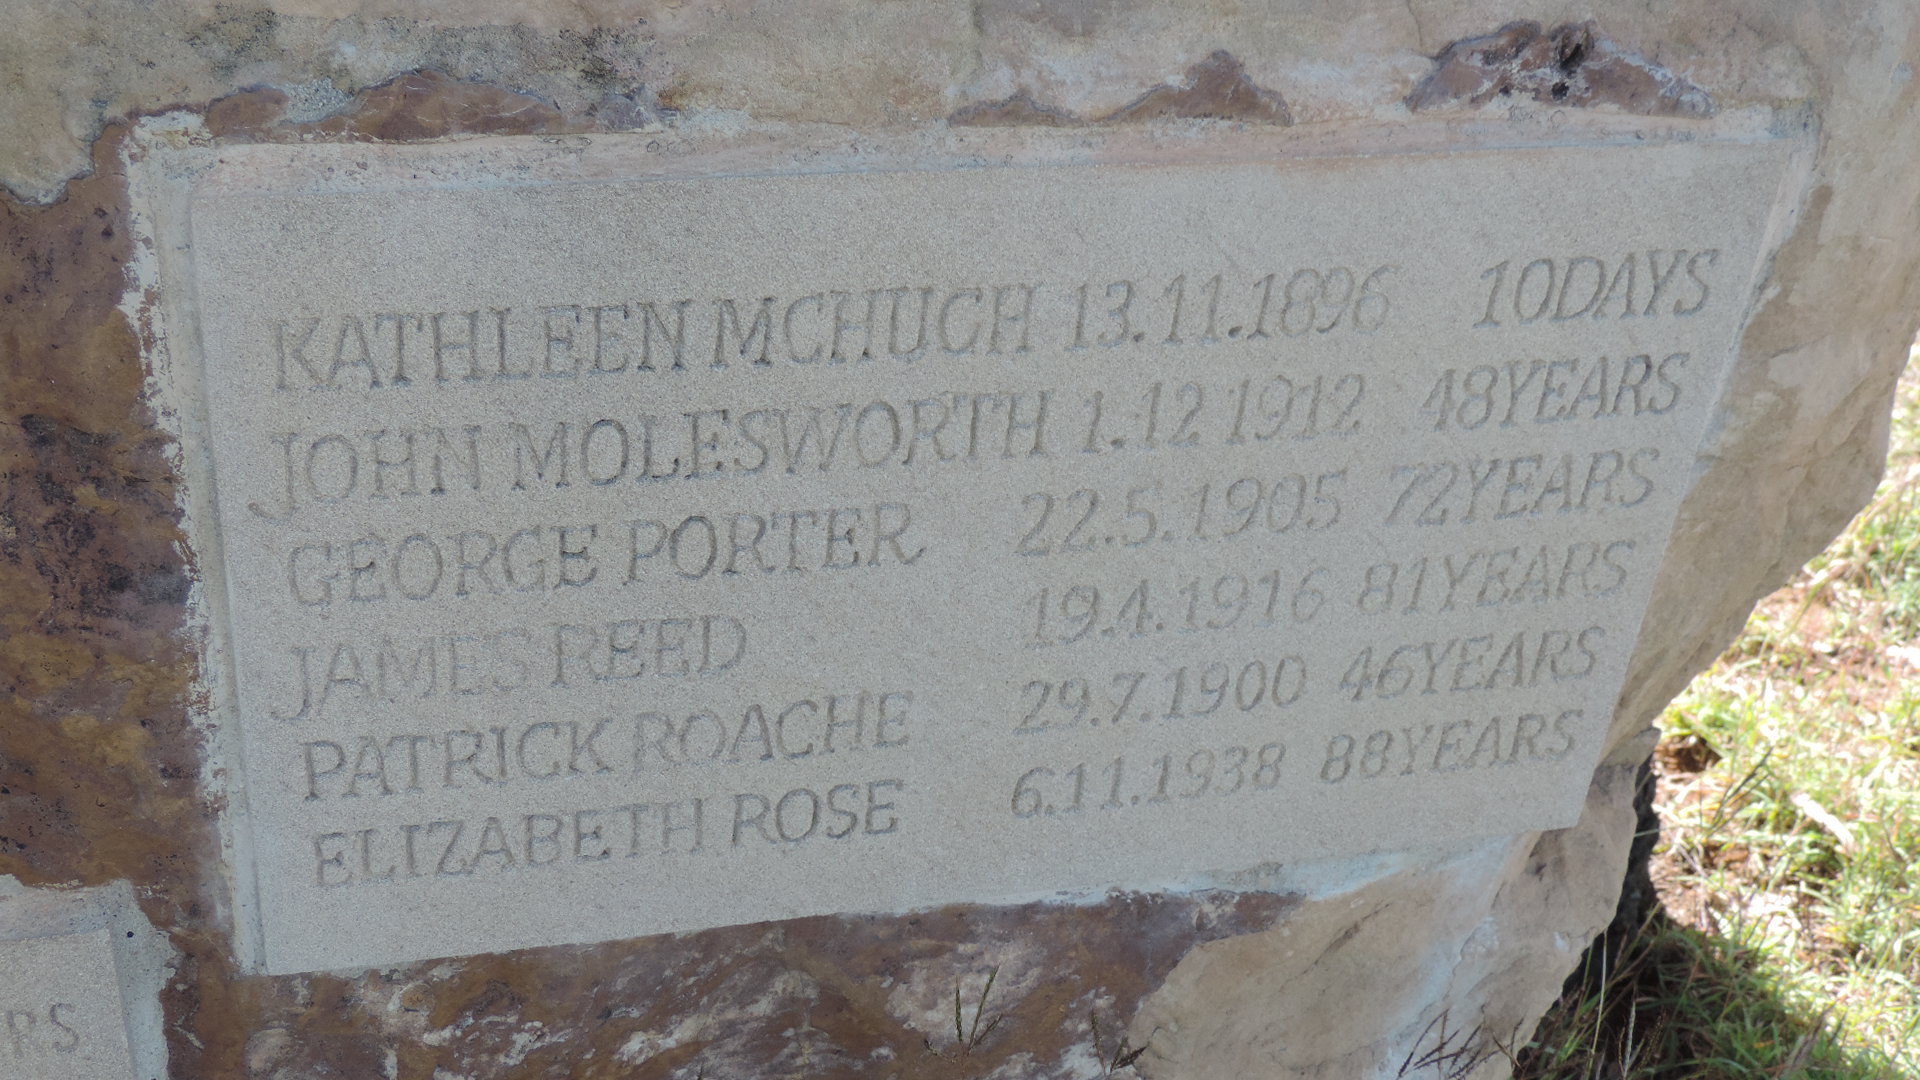 KATHLEEN MCHUGH 13.11.1896 10DAYS
JOHN MOLESWORTH 1.12 1912 48YEARS
GEORGE PORTER 22.5.1905 72YEARS
JAMES REED 19.4.1916 81YEARS
PATRICK ROACHE 29.7.1900 46YEARS
ELIZABETH ROSE 6.11.1938 88YEARS
RS